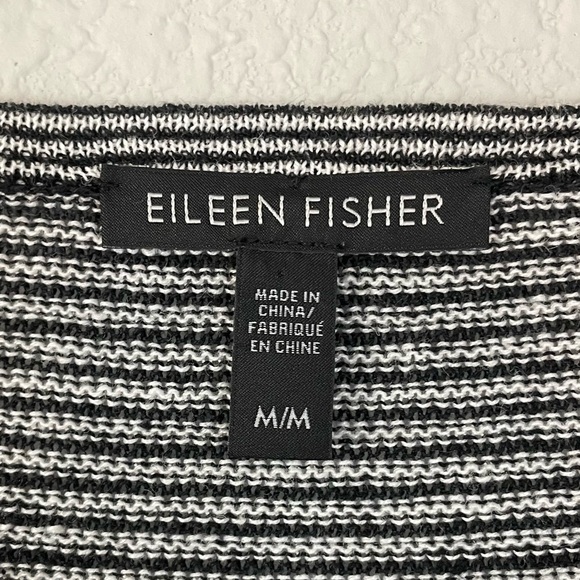 EILEEN FISHER
MADE IN
CHINA/
FABRIQUÉ
EN CHINE
M/M